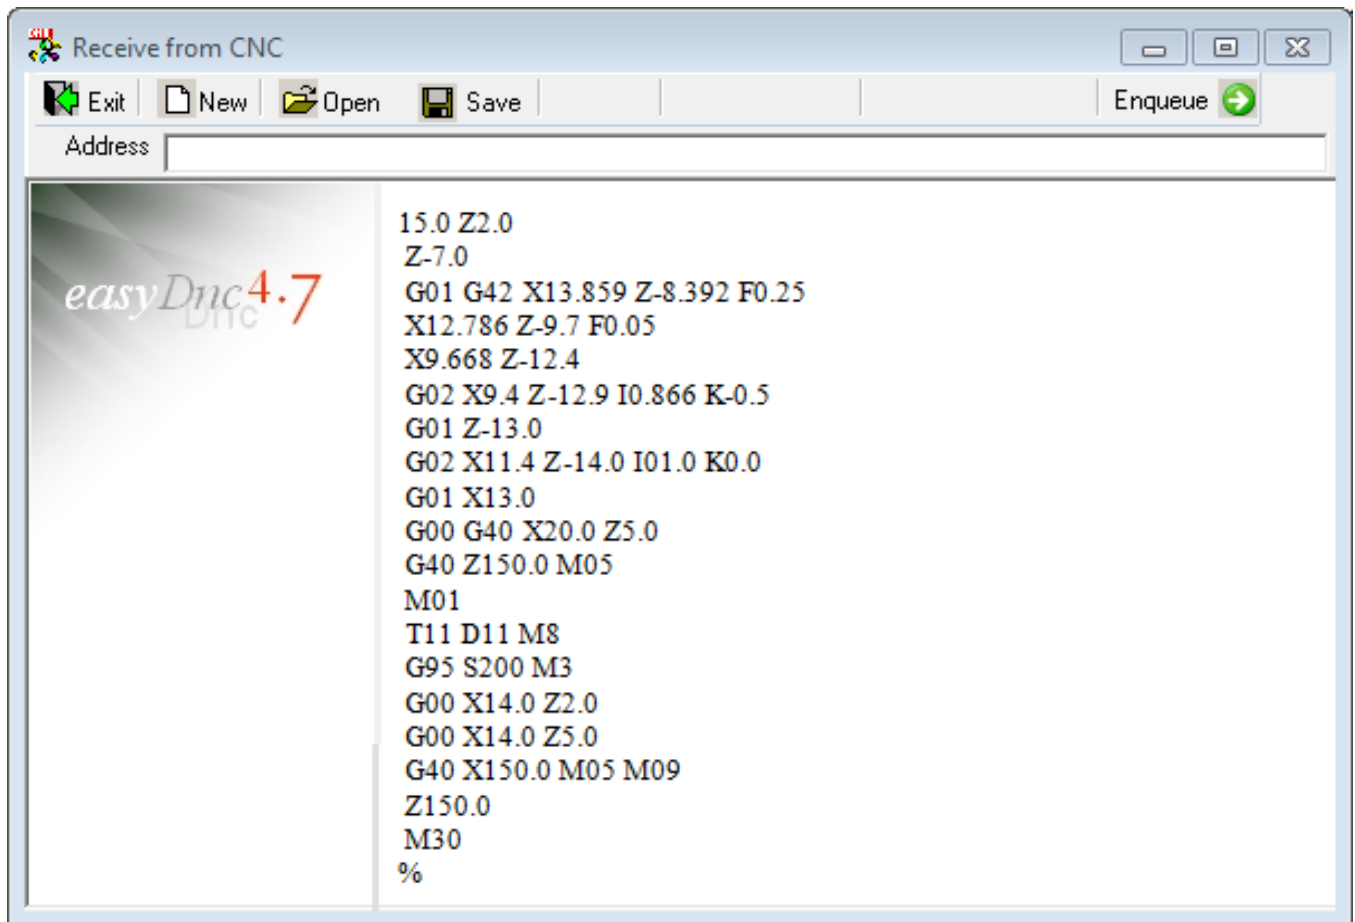 Receive from CNC
Exit New Open Save Enqueue
Address
easyDnc4.7
Dnc
15.0 Z2.0
Z-7.0
G01 G42 X13.859 Z-8.392 F0.25
X12.786 Z-9.7 F0.05
X9.668 Z-12.4
G02 X9.4 Z-12.9 I0.866 K-0.5
G01 Z-13.0
G02 X11.4 Z-14.0 I01.0 K0.0
G01 X13.0
G00 G40 X20.0 Z5.0
G40 Z150.0 M05
M01
T11 D11 M8
G95 S200 M3
G00 X14.0 Z2.0
G00 X14.0 Z5.0
G40 X150.0 M05 M09
Z150.0
M30
%